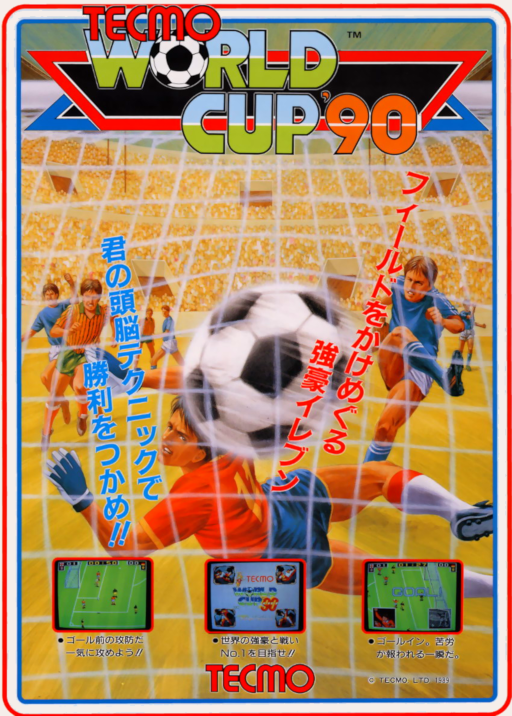 TECMO
WORLD
CUP'90
TM
フィールドをかけめぐる
強豪イレブン
君の頭脳テクニックで
勝利をつかめ!!
TECMO
WORLD
CUP'90
●ゴール前の攻防だ
一気に攻めよう!!
●世界の強豪と戦い
No.1を目指せ!!
●ゴールイン。苦労
が報われる一瞬だ。
TECMO
© TECMO LTD 1989